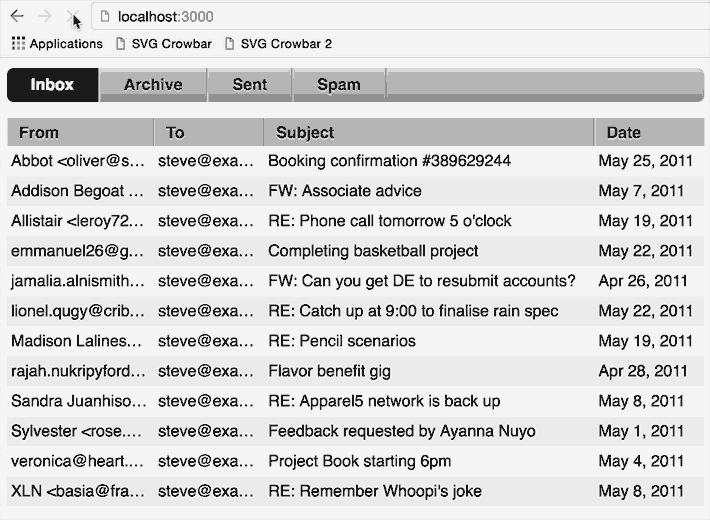 localhost:3000
Applications SVG Crowbar SVG Crowbar 2
Inbox Archive Sent Spam
From To Subject Date
Abbot <oliver@s... steve@exa... Booking confirmation #389629244 May 25, 2011
Addison Begoat ... steve@exa... FW: Associate advice May 7, 2011
Allistair <leroy72... steve@exa... RE: Phone call tomorrow 5 o'clock May 19, 2011
emmanuel26@g... steve@exa... Completing basketball project May 22, 2011
jamalia.alnismith... steve@exa... FW: Can you get DE to resubmit accounts? Apr 26, 2011
lionel.qugy@crib... steve@exa... RE: Catch up at 9:00 to finalise rain spec May 22, 2011
Madison Lalines... steve@exa... RE: Pencil scenarios May 19, 2011
rajah.nukripyford... steve@exa... Flavor benefit gig Apr 28, 2011
Sandra Juanhiso... steve@exa... RE: Apparel5 network is back up May 8, 2011
Sylvester <rose.... steve@exa... Feedback requested by Ayanna Nuyo May 1, 2011
veronica@heart.... steve@exa... Project Book starting 6pm May 4, 2011
XLN <basia@fra... steve@exa... RE: Remember Whoopi's joke May 8, 2011